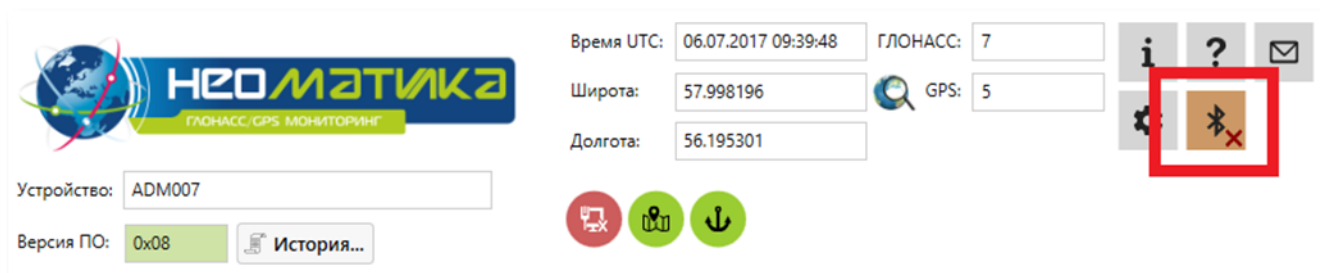 НЕОМАТИКА
ГЛОНАСС/GPS МОНИТОРИНГ
Устройство: ADM007
Версия ПО: 0x08 История...
Время UTC: 06.07.2017 09:39:48 ГЛОНАСС: 7
Широта: 57.998196 GPS: 5
Долгота: 56.195301
i ?